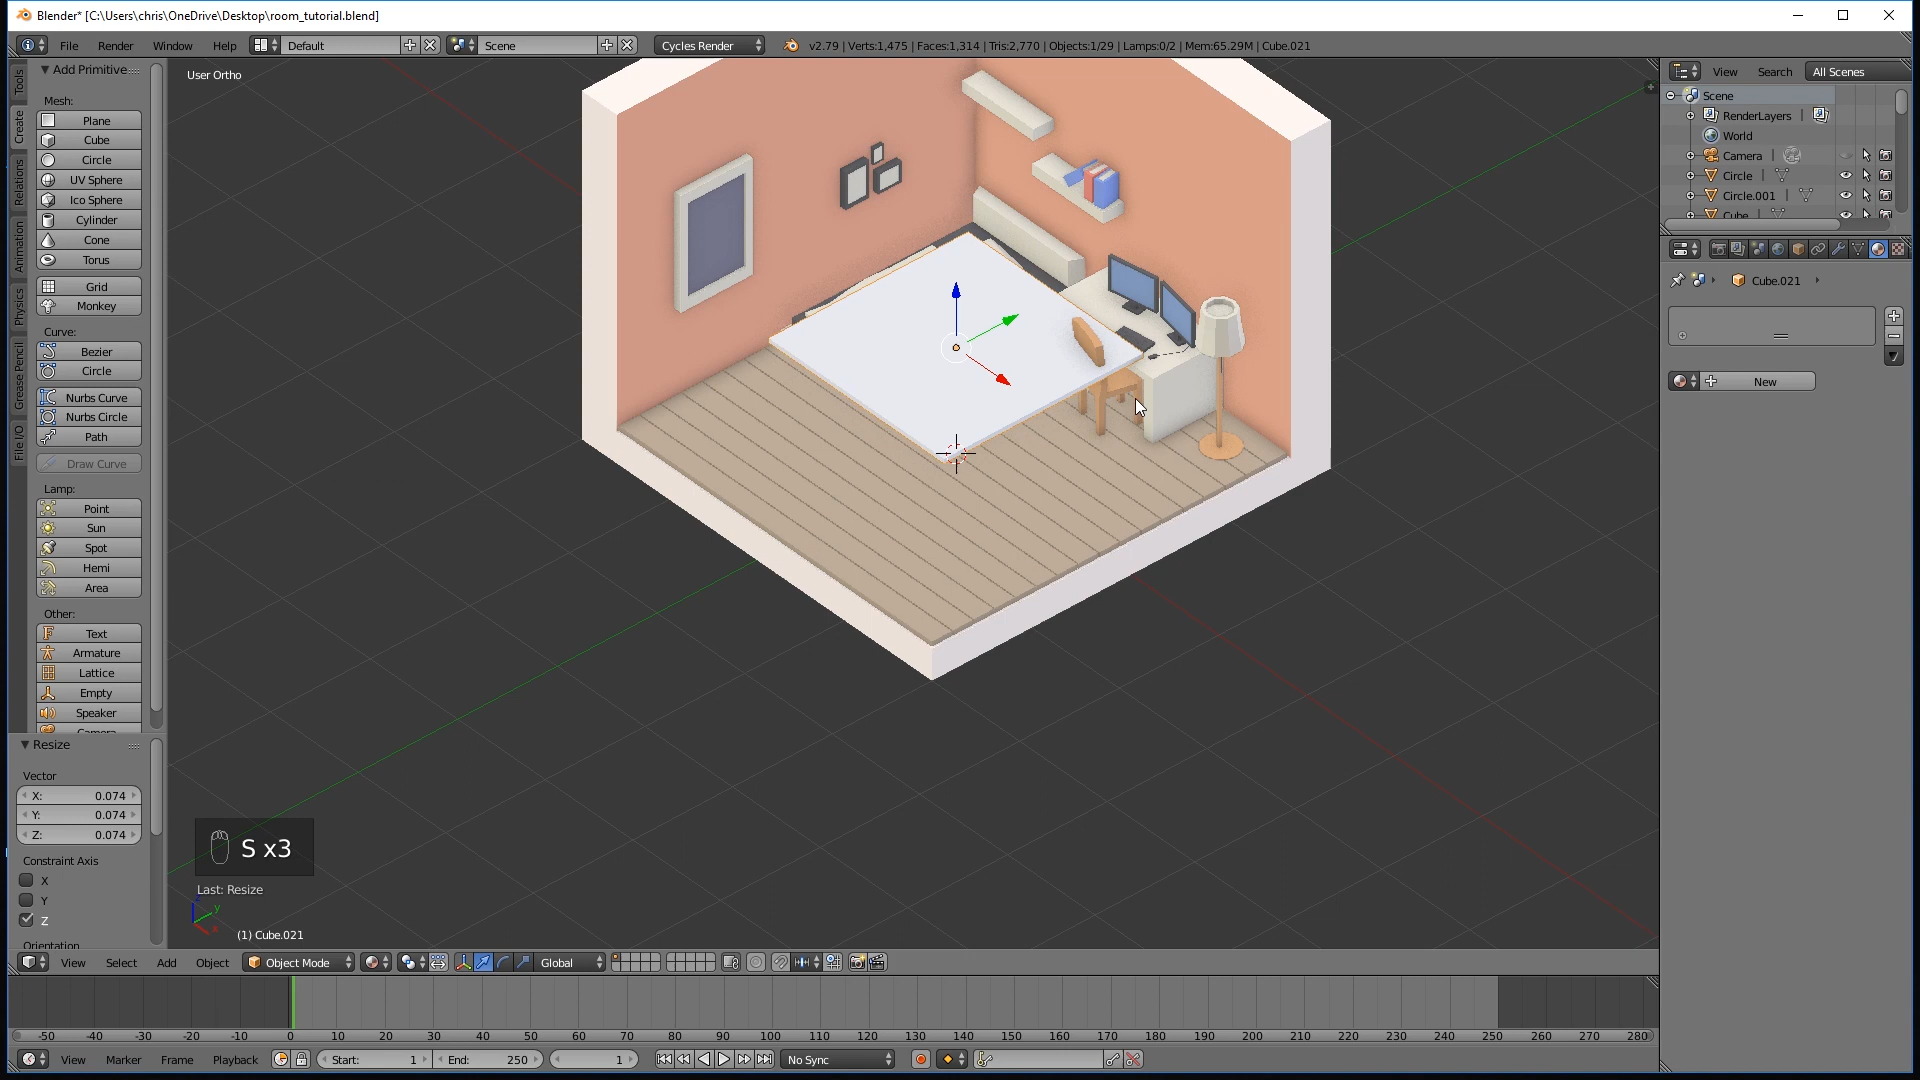 Blender* [C:\Users\chris\OneDrive\Desktop\room_tutorial.blend]
File Render Window Help Default Scene Cycles Render v2.79 | Verts:1,475 | Faces:1,314 | Tris:2,770 | Objects:1/29 | Lamps:0/2 | Mem:65.29M | Cube.021
Add Primitive
User Ortho
View Search All Scenes
Tools
Create
Relations
Animation
Physics
Grease Pencil
File I/O
Mesh:
Plane
Cube
Circle
UV Sphere
Ico Sphere
Cylinder
Cone
Torus
Grid
Monkey
Curve:
Bezier
Circle
Nurbs Curve
Nurbs Circle
Path
Draw Curve
Lamp:
Point
Sun
Spot
Hemi
Area
Other:
Text
Armature
Lattice
Empty
Speaker
Camera
Resize
Vector
X: 0.074
Y: 0.074
Z: 0.074
Constraint Axis
X
Y
Z
Orientation
S x3
Last: Resize
y
(1) Cube.021
Scene
RenderLayers
World
Camera
Circle
Circle.001
Cube
Cube.021
New
View Select Add Object Object Mode Global
-50 -40 -30 -20 -10 0 10 20 30 40 50 60 70 80 90 100 110 120 130 140 150 160 170 180 190 200 210 220 230 240 250 260 270 280
View Marker Frame Playback Start: 1 End: 250 1 No Sync